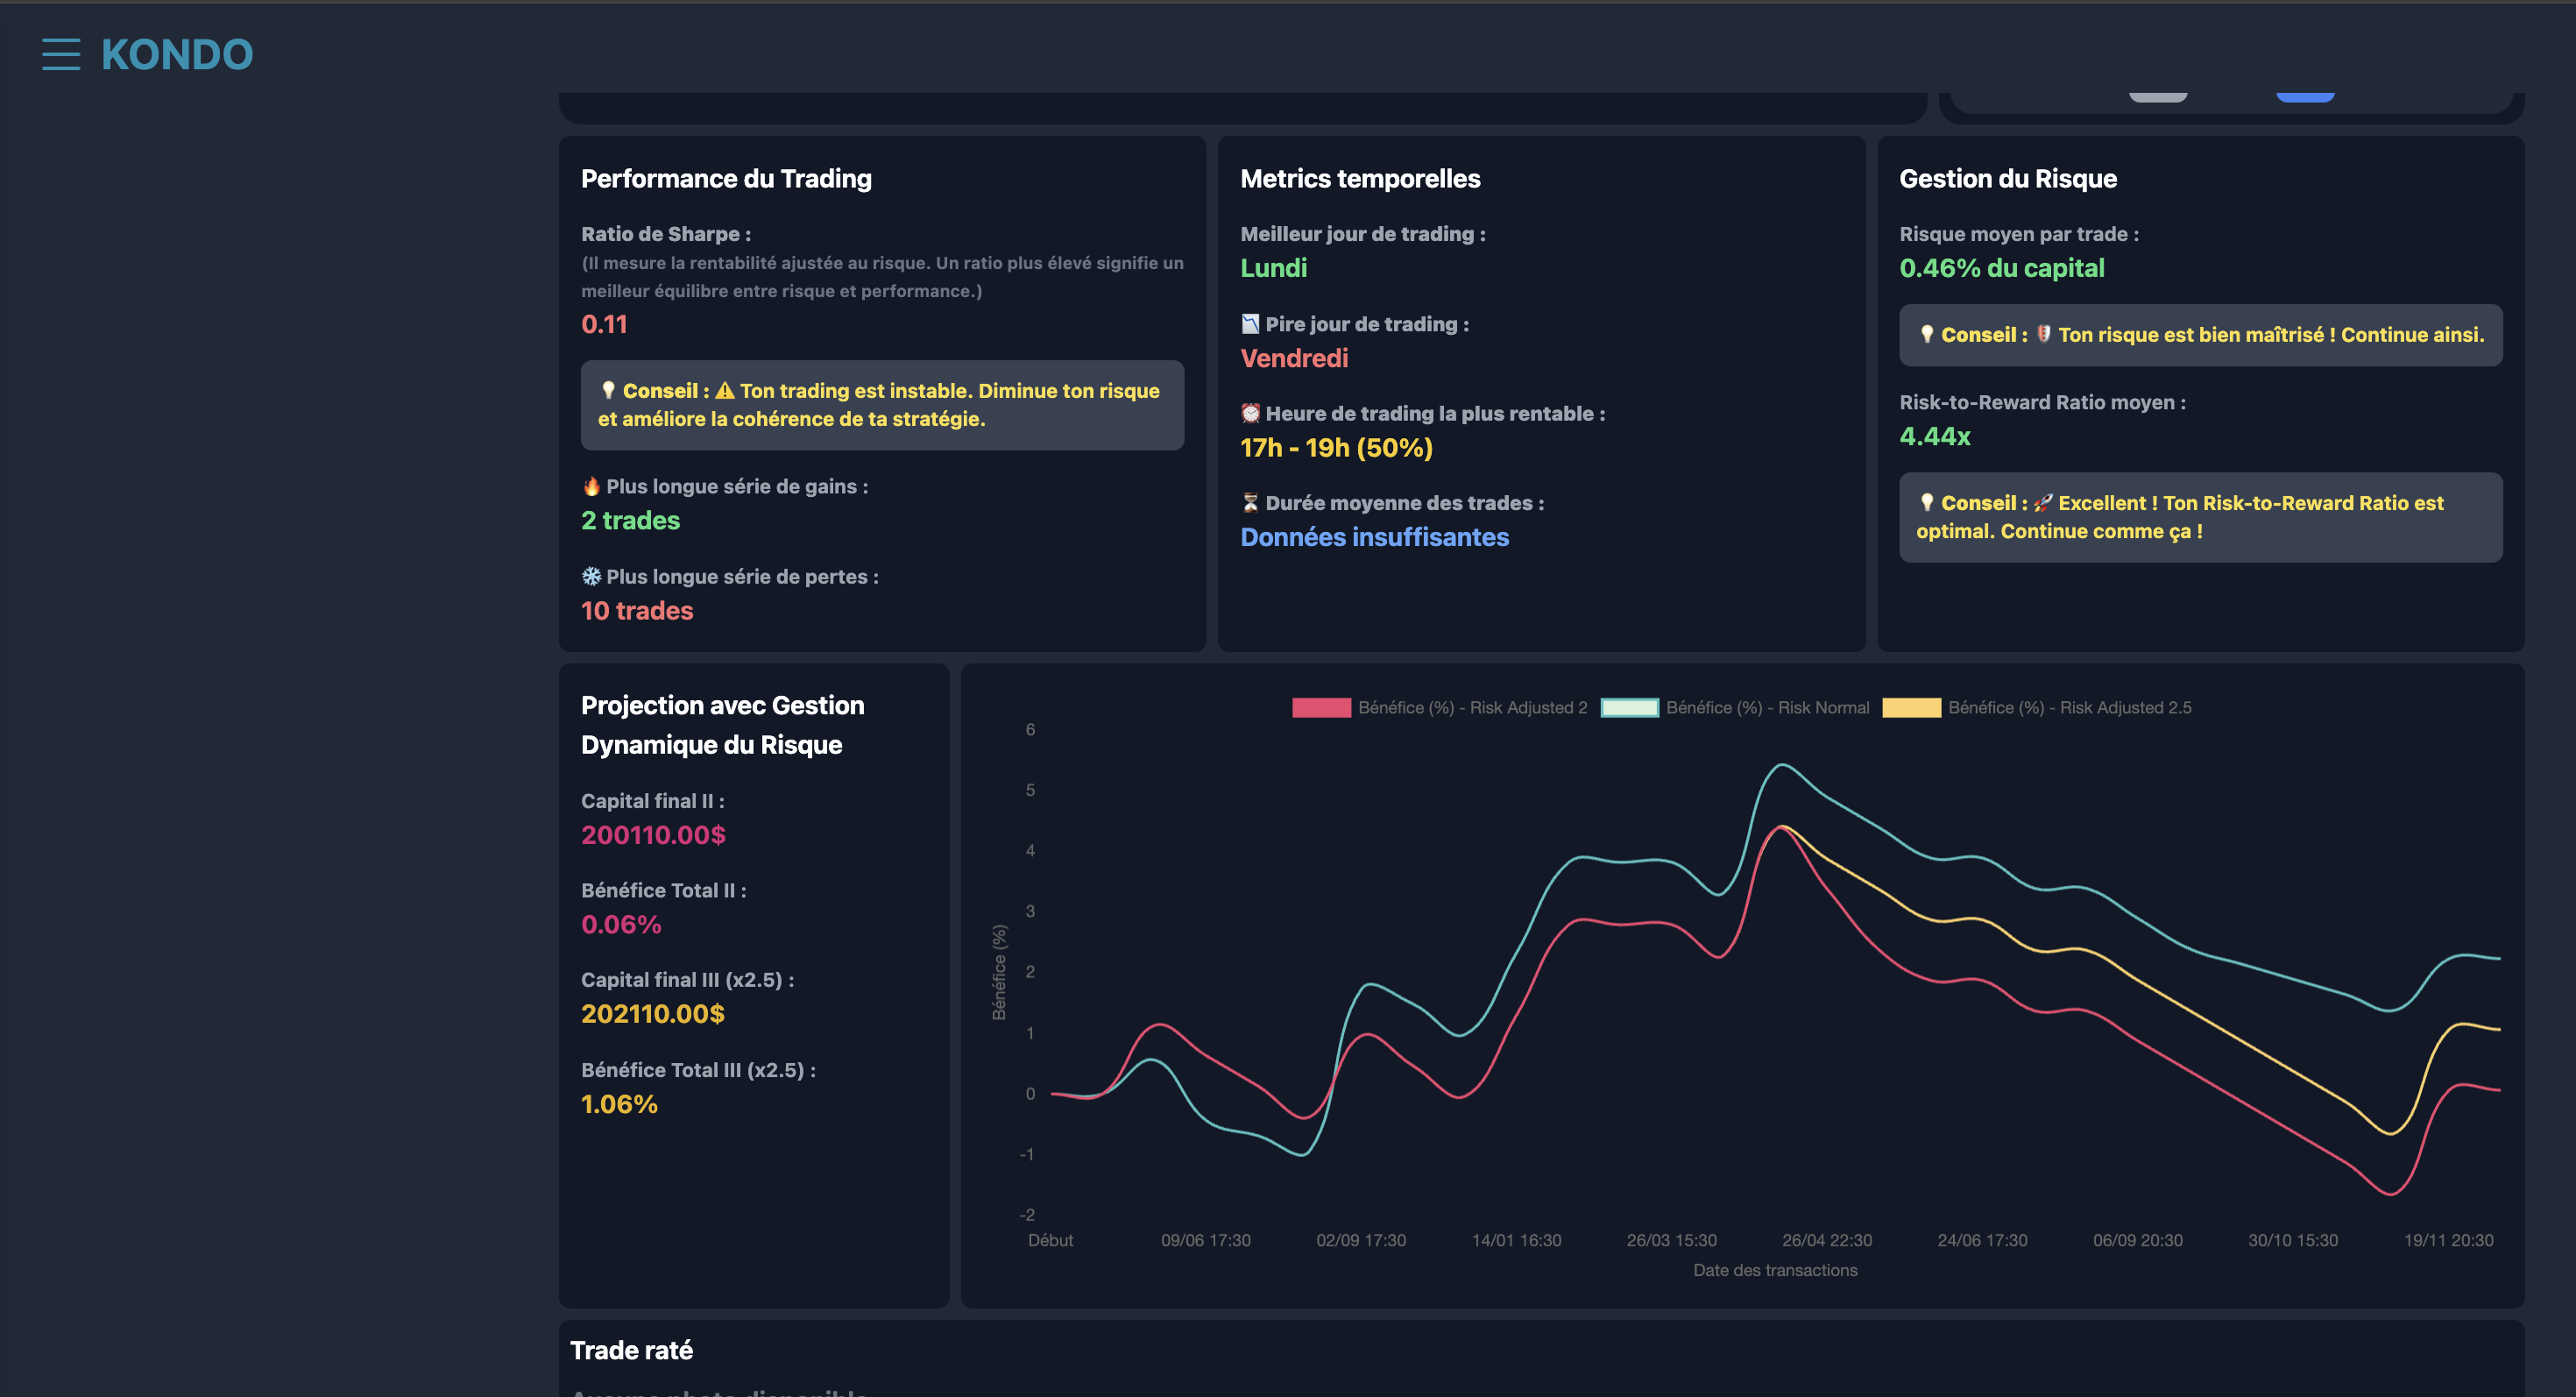 KONDO
Performance du Trading
Ratio de Sharpe :
(Il mesure la rentabilité ajustée au risque. Un ratio plus élevé signifie un
meilleur équilibre entre risque et performance.)
0.11
💡 Conseil : ⚠️ Ton trading est instable. Diminue ton risque
et améliore la cohérence de ta stratégie.
🔥 Plus longue série de gains :
2 trades
❄️ Plus longue série de pertes :
10 trades
Metrics temporelles
Meilleur jour de trading :
Lundi
📉 Pire jour de trading :
Vendredi
⏰ Heure de trading la plus rentable :
17h - 19h (50%)
⏳ Durée moyenne des trades :
Données insuffisantes
Gestion du Risque
Risque moyen par trade :
0.46% du capital
💡 Conseil : Ton risque est bien maîtrisé ! Continue ainsi.
Risk-to-Reward Ratio moyen :
4.44x
💡 Conseil : 🚀 Excellent ! Ton Risk-to-Reward Ratio est
optimal. Continue comme ça !
Projection avec Gestion
Dynamique du Risque
Capital final II :
200110.00$
Bénéfice Total II :
0.06%
Capital final III (x2.5) :
202110.00$
Bénéfice Total III (x2.5) :
1.06%
Bénéfice (%) - Risk Adjusted 2
Bénéfice (%) - Risk Normal
Bénéfice (%) - Risk Adjusted 2.5
6
5
4
3
2
1
0
-1
-2
Bénéfice (%)
Début
09/06 17:30
02/09 17:30
14/01 16:30
26/03 15:30
26/04 22:30
24/06 17:30
06/09 20:30
30/10 15:30
19/11 20:30
Date des transactions
Trade raté